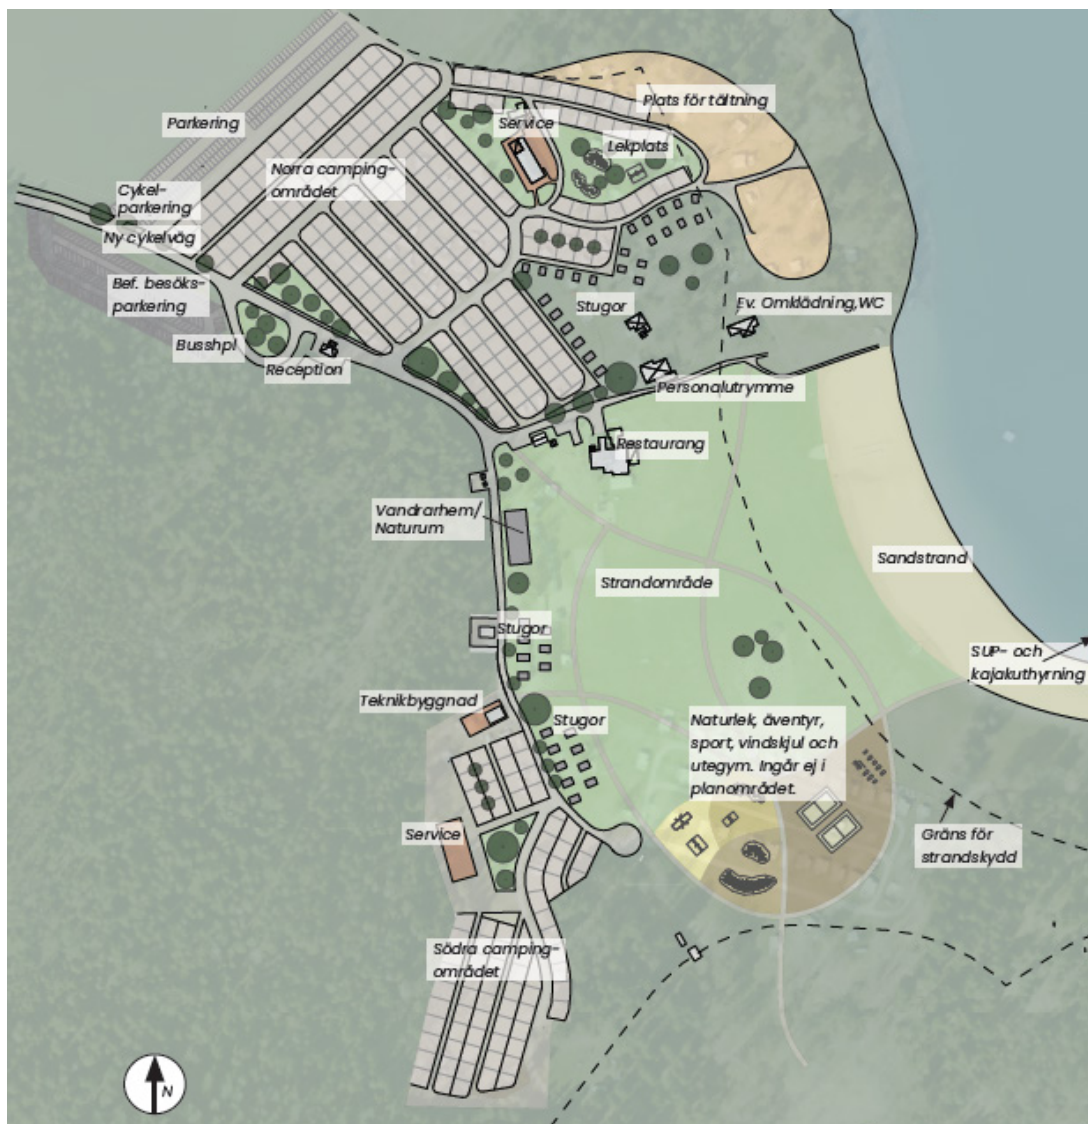 Plats för tältning
Parkering
Service
Lekplats
Norra camping-
området
Cykel-
parkering
Ny cykelväg
Bef. besöks-
parkering
Stugor
Ev. Omklädning,WC
Busshpl
Reception
Personalutrymme
Restaurang
Vandrarhem/
Naturum
Sandstrand
Strandområde
Stugor
SUP- och
kajakuthyrning
Teknikbyggnad
Stugor
Naturlek, äventyr,
sport, vindskjul och
utegym. Ingår ej i
planområdet.
Service
Gräns för
strandskydd
Södra camping-
området
N